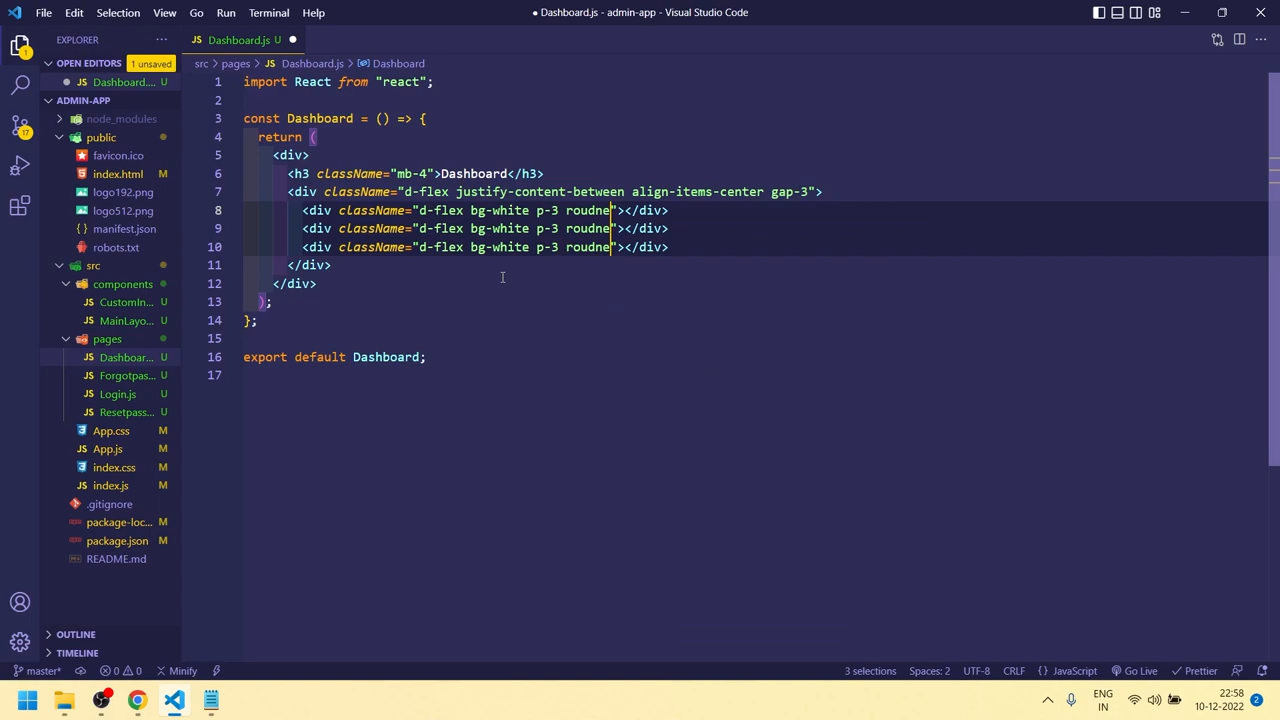 File Edit Selection View Go Run Terminal Help
● Dashboard.js - admin-app - Visual Studio Code
EXPLORER
OPEN EDITORS 1 unsaved
JS Dashboard.... U
ADMIN-APP
node_modules
public
favicon.ico
index.html M
logo192.png
logo512.png
manifest.json
robots.txt
src
components
JS CustomIn... U
JS MainLayo... U
pages
JS Dashboar... U
JS Forgotpas... U
JS Login.js U
JS Resetpass... U
App.css M
JS App.js M
index.css M
JS index.js M
.gitignore
package-loc... M
package.json M
README.md
OUTLINE
TIMELINE
1
17
JS Dashboard.js U ●
src > pages > JS Dashboard.js > Dashboard
1 import React from "react";
2
3 const Dashboard = () => {
4 return (
5 <div>
6 <h3 className="mb-4">Dashboard</h3>
7 <div className="d-flex justify-content-between align-items-center gap-3">
8 <div className="d-flex bg-white p-3 roudne"></div>
9 <div className="d-flex bg-white p-3 roudne"></div>
10 <div className="d-flex bg-white p-3 roudne"></div>
11 </div>
12 </div>
13 );
14 };
15
16 export default Dashboard;
17
master* 0 0 Minify 3 selections Spaces: 2 UTF-8 CRLF { } JavaScript Go Live Prettier
ENG
IN
22:58
10-12-2022
2